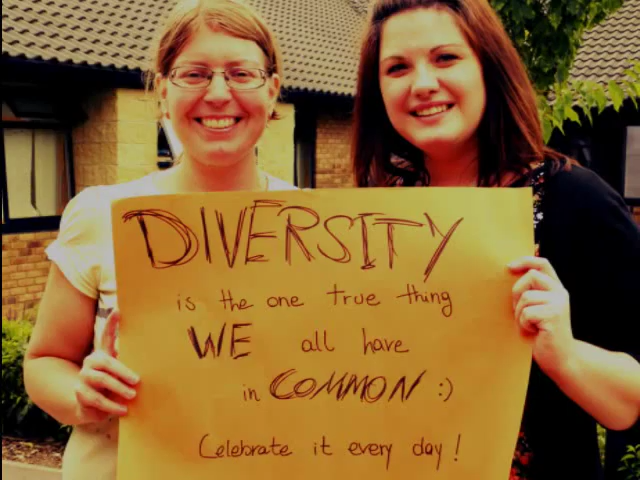 DIVERSITY
is the one true thing
WE all have
in COMMON :)
Celebrate it every day!